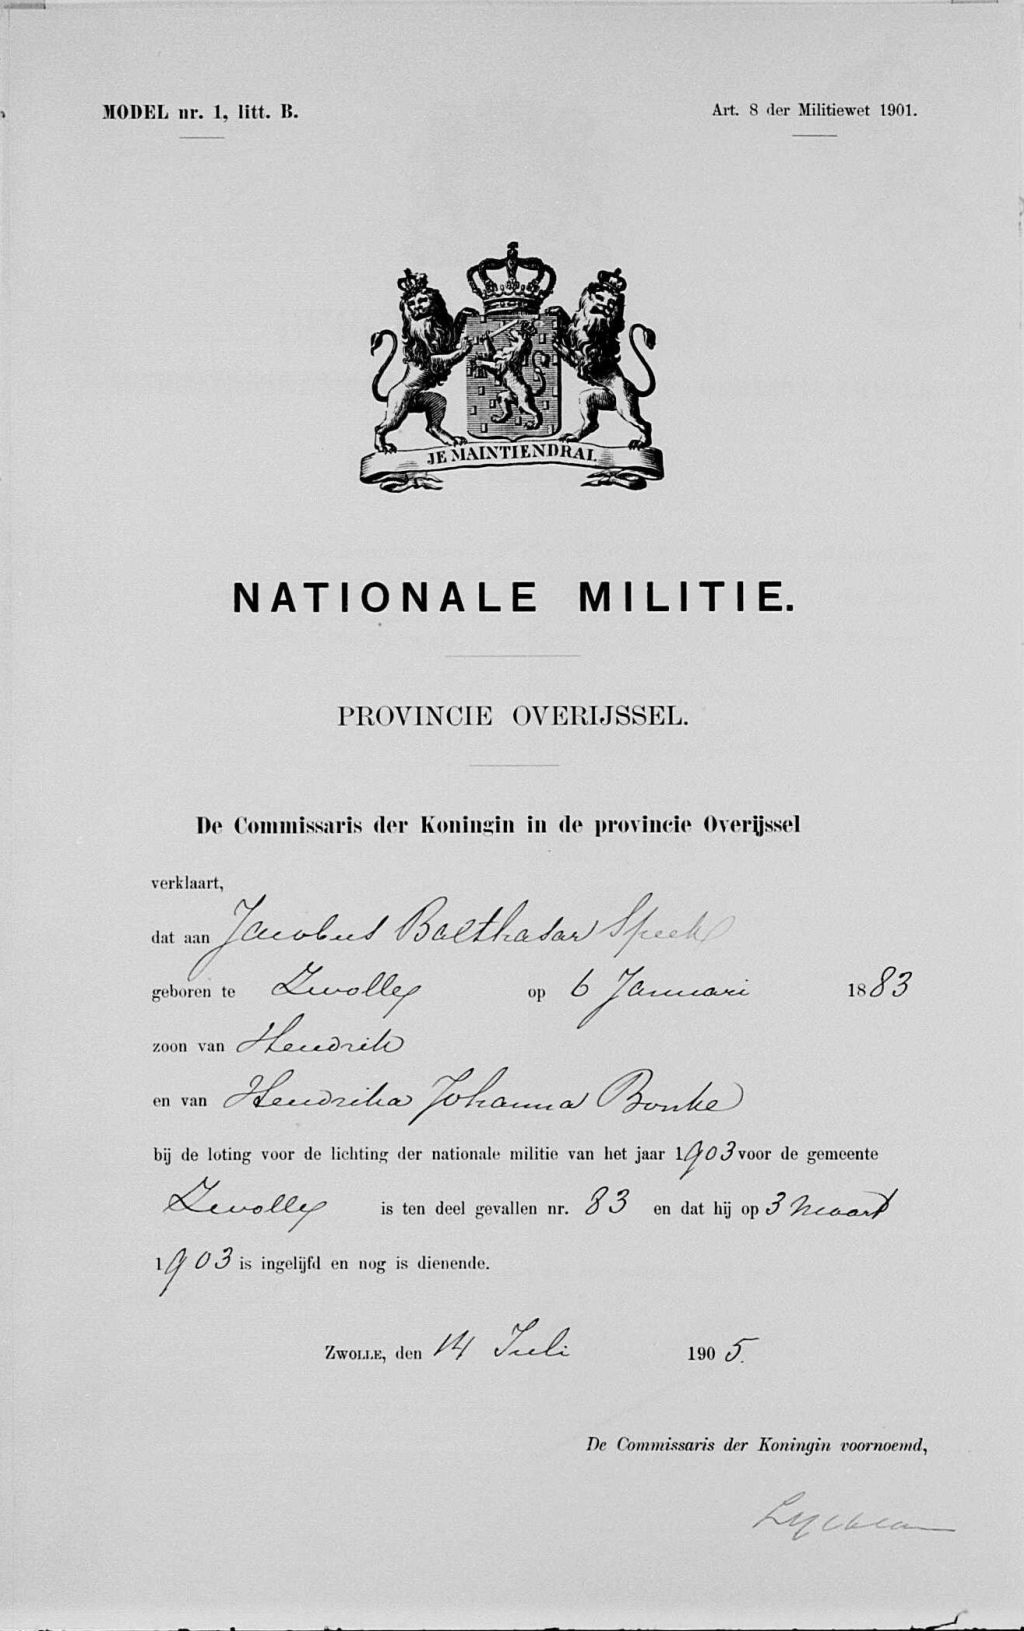 MODEL nr. 1, litt. B.
Art. 8 der Militiewet 1901.
JE MAINTIENDRAI
NATIONALE MILITIE.
PROVINCIE OVERIJSSEL.
De Commissaris der Koningin in de provincie Overijssel
verklaart,
dat aan Jacobus Balthasar Speek
geboren te Zwolle op 6 Januari 1883
zoon van Hendrik
en van Hendrika Johanna Bonke
bij de loting voor de lichting der nationale militie van het jaar 1903 voor de gemeente
Zwolle is ten deel gevallen nr. 83 en dat hij op 3 Maart
1903 is ingelijfd en nog is dienende.
ZWOLLE, den 14 Juli 1905.
De Commissaris der Koningin voornoemd,